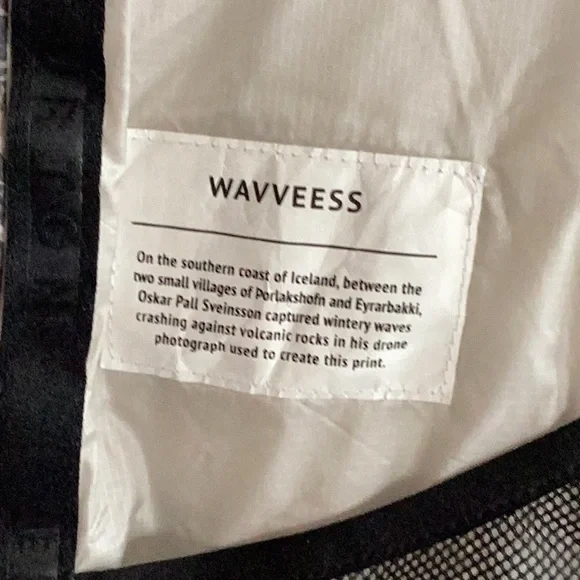 WAVVEESS
On the southern coast of Iceland, between the
two small villages of Þorlakshofn and Eyrarbakki,
Oskar Pall Sveinsson captured wintery waves
crashing against volcanic rocks in his drone
photograph used to create this print.